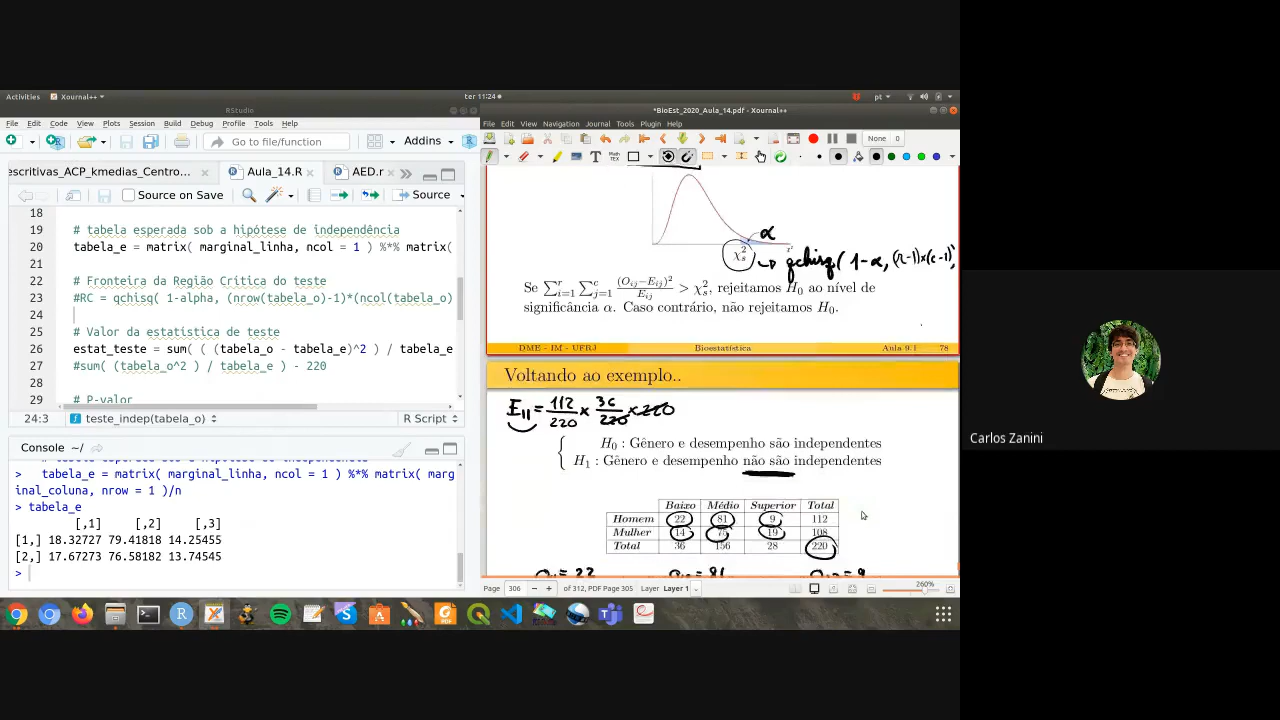 Activities Xournal++ ter 11:24 pt
RStudio
File Edit Code View Plots Session Build Debug Profile Tools Help
Go to file/function Addins
escritivas_ACP_kmedias_Centro... Aula_14.R AED.r
Source on Save Source
18
19 # tabela esperada sob a hipótese de independência
20 tabela_e = matrix( marginal_linha, ncol = 1 ) %*% matrix(
21
22 # Fronteira da Região Crítica do teste
23 #RC = qchisq( 1-alpha, (nrow(tabela_o)-1)*(ncol(tabela_o)
24
25 # Valor da estatística de teste
26 estat_teste = sum( ( (tabela_o - tabela_e)^2 ) / tabela_e
27 #sum( (tabela_o^2 ) / tabela_e ) - 220
28
29 # P-valor
24:3 teste_indep(tabela_o) R Script
Console ~/
> tabela_e = matrix( marginal_linha, ncol = 1 ) %*% matrix( marg
inal_coluna, nrow = 1 )/n
> tabela_e
[,1] [,2] [,3]
[1,] 18.32727 79.41818 14.25455
[2,] 17.67273 76.58182 13.74545
>
*BioEst_2020_Aula_14.pdf - Xournal++
File Edit View Navigation Journal Tools Plugin Help
None 0
α
χ²s → qchisq( 1-α, (r-1)×(c-1)
Se ∑ʳᵢ₌₁ ∑ᶜⱼ₌₁ (Oij−Eij)²/Eij > χ²s, rejeitamos H0 ao nível de
significância α. Caso contrário, não rejeitamos H0.
DME - IM - UFRJ Bioestatística Aula 9.1 78
Voltando ao exemplo..
E11 = 112/220 × 36/220 × 220
H0 : Gênero e desempenho são independentes
H1 : Gênero e desempenho não são independentes
Baixo Médio Superior Total
Homem 22 81 9 112
Mulher 14 75 19 108
Total 36 156 28 220
= 22 = 81 = 9
Page 306 of 312, PDF Page 305 Layer Layer 1 260%
Carlos Zanini